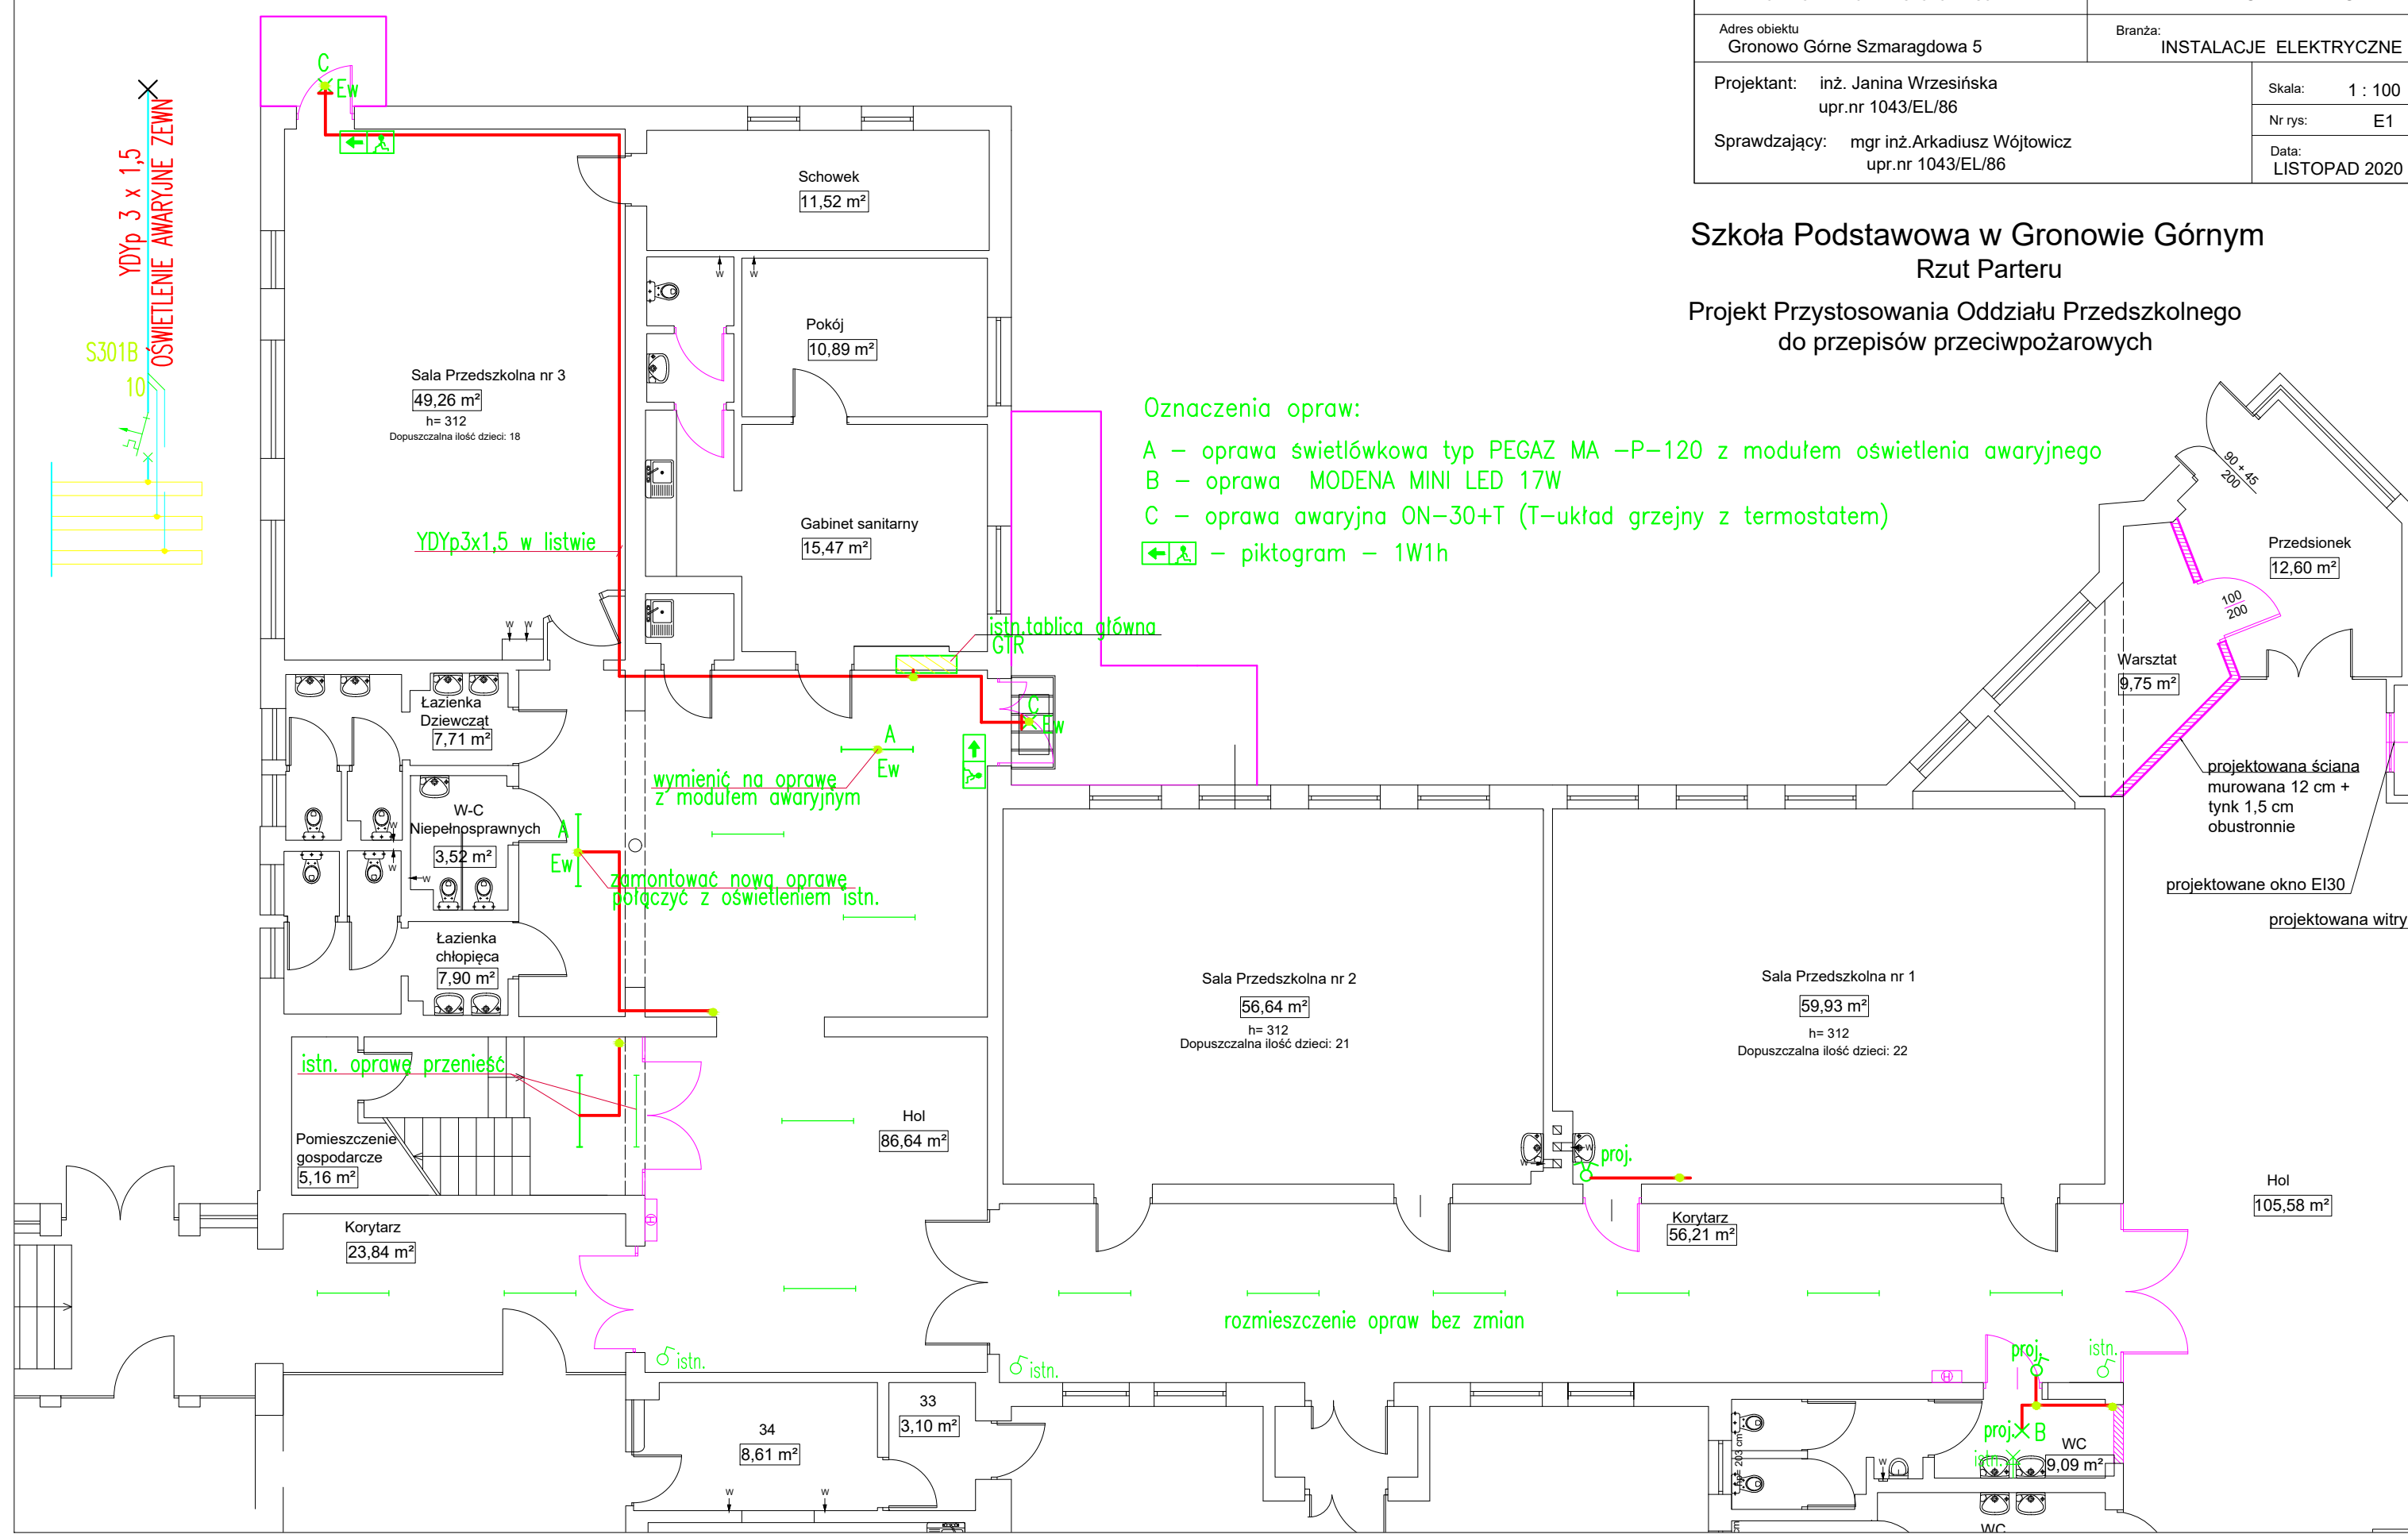 Adres obiektu
Gronowo Górne Szmaragdowa 5
Branża:
INSTALACJE ELEKTRYCZNE
Projektant: inż. Janina Wrzesińska
upr.nr 1043/EL/86
Sprawdzający: mgr inż.Arkadiusz Wójtowicz
upr.nr 1043/EL/86
Skala: 1 : 100
Nr rys: E1
Data:
LISTOPAD 2020
Szkoła Podstawowa w Gronowie Górnym
Rzut Parteru
Projekt Przystosowania Oddziału Przedszkolnego
do przepisów przeciwpożarowych
Oznaczenia opraw:
A – oprawa świetlówkowa typ PEGAZ MA –P–120 z modułem oświetlenia awaryjnego
B – oprawa MODENA MINI LED 17W
C – oprawa awaryjna ON–30+T (T–układ grzejny z termostatem)
– piktogram – 1W1h
YDYp 3 x 1,5
OŚWIETLENIE AWARYJNE ZEWN
S301B
10
C
Ew
Schowek
11,52 m²
W
W
Pokój
10,89 m²
Sala Przedszkolna nr 3
49,26 m²
h= 312
Dopuszczalna ilość dzieci: 18
YDYp3x1,5 w listwie
Gabinet sanitarny
15,47 m²
W W
istn.tablica główna
GTR
C
Ew
Łazienka
Dziewcząt
7,71 m²
A
Ew
wymienić na oprawę
z modułem awaryjnym
W-C
Niepełnosprawnych
3,52 m²
W
W
W
A
Ew
zamontować nową oprawę
połączyć z oświetleniem istn.
Łazienka
chłopięca
7,90 m²
istn. oprawę przenieść
Pomieszczenie
gospodarcze
5,16 m²
Hol
86,64 m²
Sala Przedszkolna nr 2
56,64 m²
h= 312
Dopuszczalna ilość dzieci: 21
Sala Przedszkolna nr 1
59,93 m²
h= 312
Dopuszczalna ilość dzieci: 22
W
W
proj.
90 + 45
200
Przedsionek
12,60 m²
100
200
Warsztat
9,75 m²
projektowana ściana
murowana 12 cm +
tynk 1,5 cm
obustronnie
projektowane okno EI30
projektowana witry
Hol
105,58 m²
Korytarz
23,84 m²
H
Korytarz
56,21 m²
rozmieszczenie opraw bez zmian
istn.
istn.
proj.
istn.
H
33
3,10 m²
34
8,61 m²
W
W
proj. B
istn.
WC
9,09 m²
W
WC